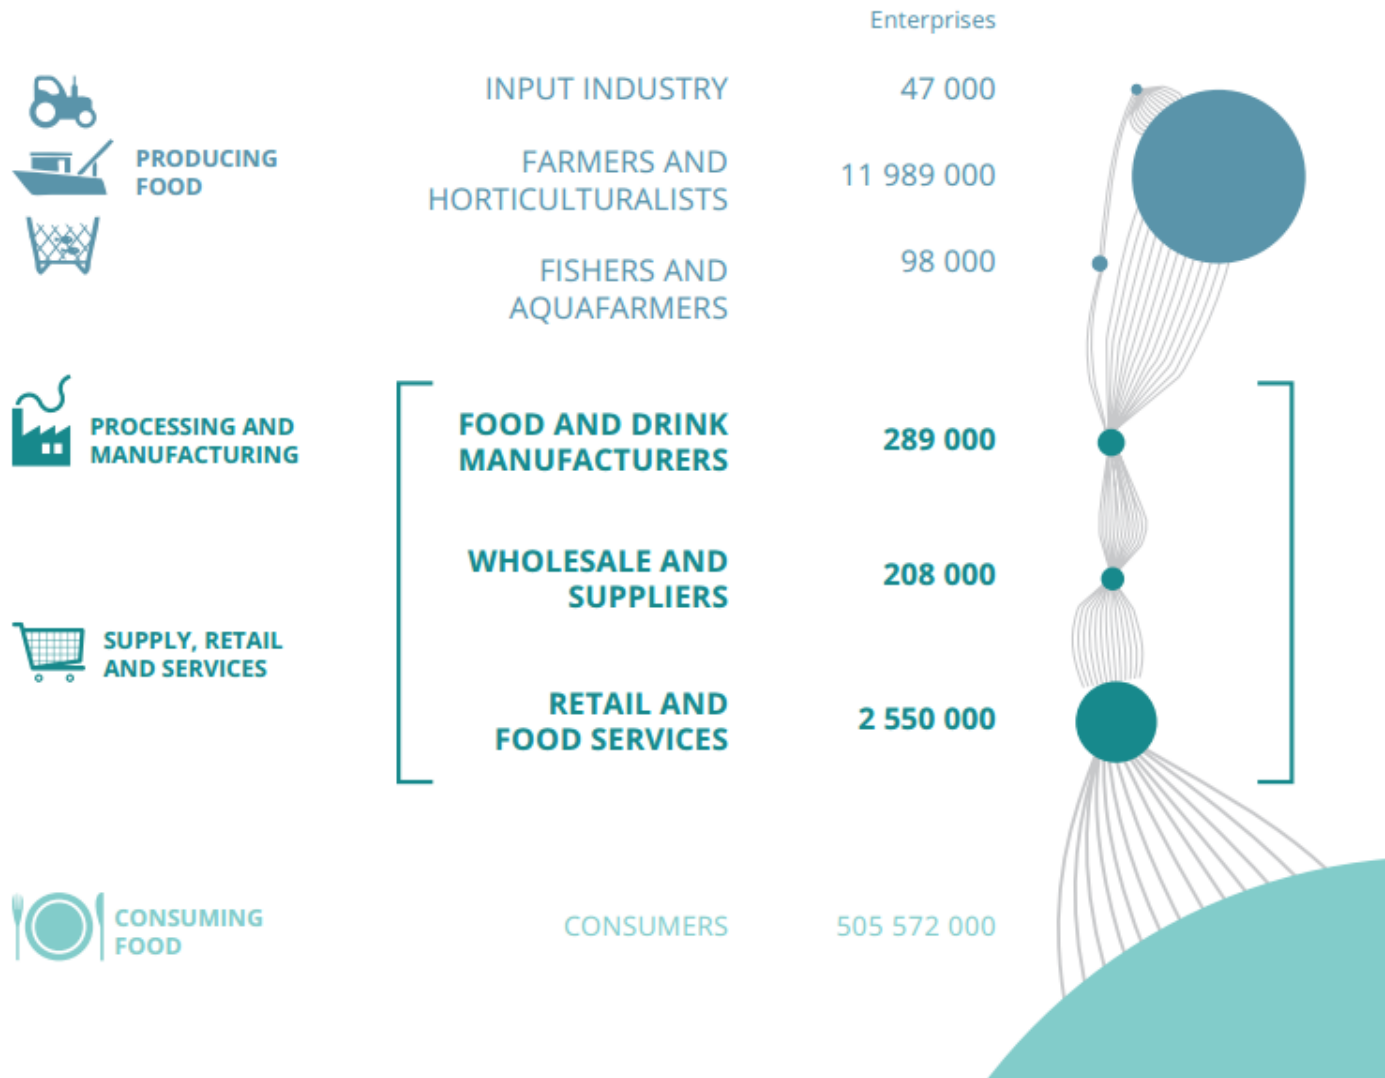 Enterprises
INPUT INDUSTRY 47 000
PRODUCING
FOOD
FARMERS AND
HORTICULTURALISTS
11 989 000
FISHERS AND
AQUAFARMERS
98 000
PROCESSING AND
MANUFACTURING
FOOD AND DRINK
MANUFACTURERS
289 000
WHOLESALE AND
SUPPLIERS
208 000
SUPPLY, RETAIL
AND SERVICES
RETAIL AND
FOOD SERVICES
2 550 000
CONSUMING
FOOD
CONSUMERS 505 572 000